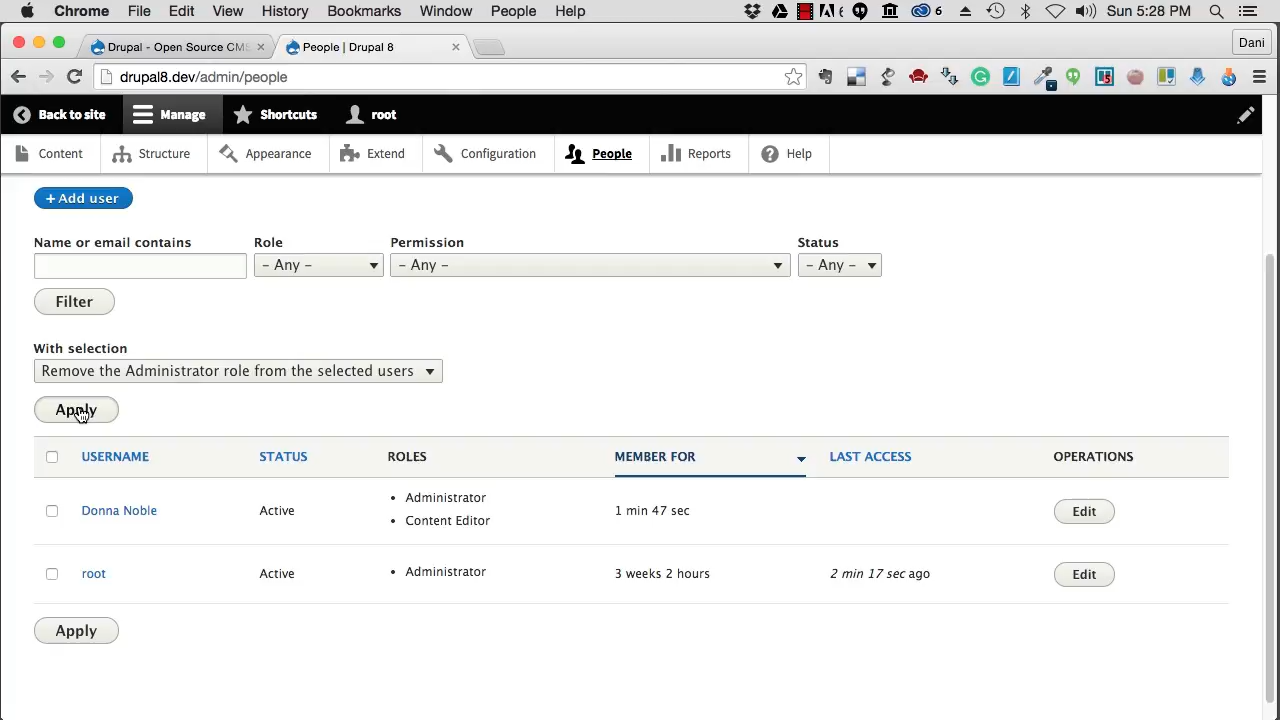 Chrome File Edit View History Bookmarks Window People Help 6 6 Sun 5:28 PM
Drupal - Open Source CMS People | Drupal 8 Dani
drupal8.dev/admin/people
Back to site Manage Shortcuts root
Content Structure Appearance Extend Configuration People Reports Help
+ Add user
Name or email contains Role Permission Status
– Any – – Any – – Any –
Filter
With selection
Remove the Administrator role from the selected users
Apply
USERNAME STATUS ROLES MEMBER FOR LAST ACCESS OPERATIONS
Donna Noble Active • Administrator 1 min 47 sec Edit
• Content Editor
root Active • Administrator 3 weeks 2 hours 2 min 17 sec ago Edit
Apply